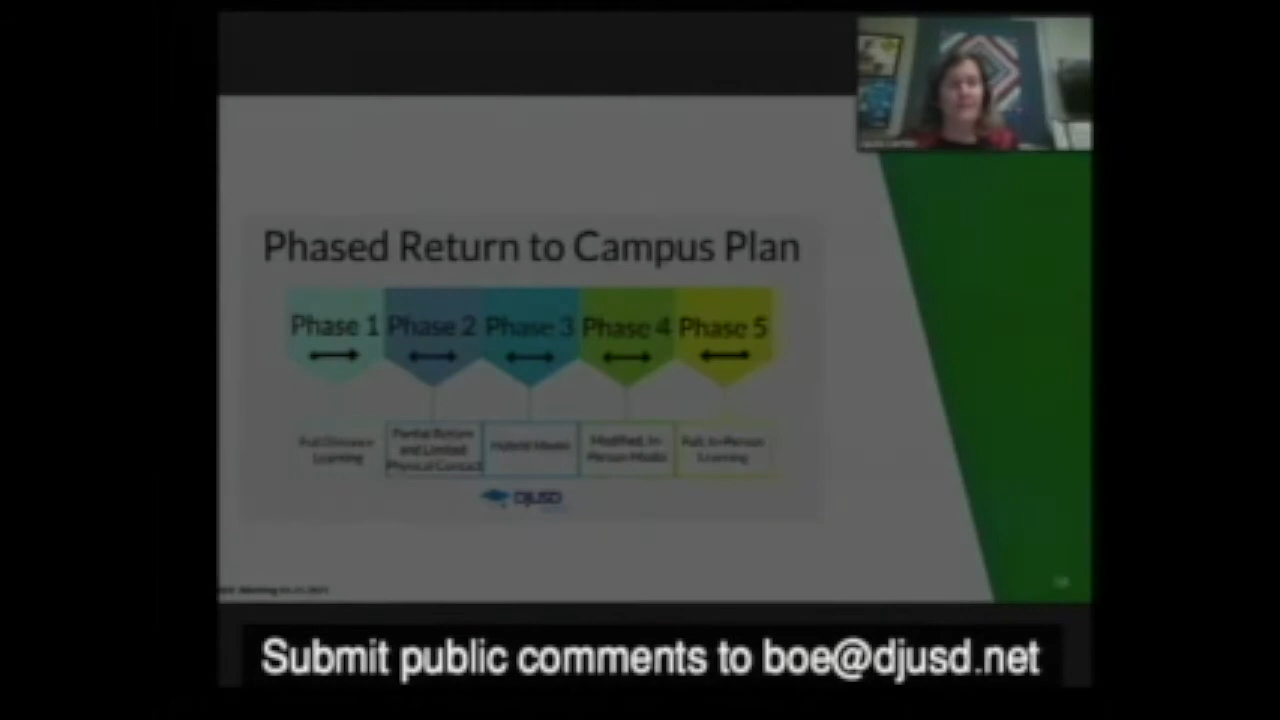 Phased Return to Campus Plan
Phase 1 Phase 2 Phase 3 Phase 4 Phase 5
Full Distance
Learning
Partial Return
and Limited
Physical Contact
Hybrid Model
Modified, In-
Person Model
Full, In-Person
Learning
DJUSD
Submit public comments to boe@djusd.net